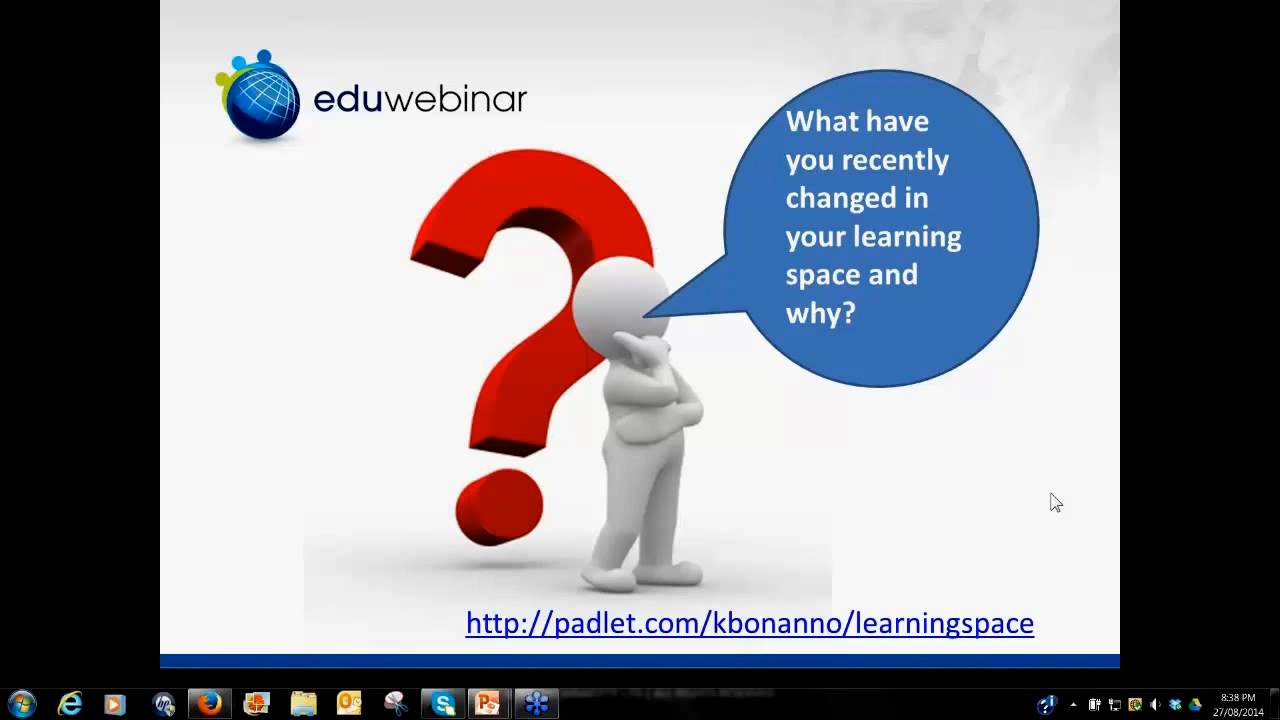 eduwebinar
What have
you recently
changed in
your learning
space and
why?
http://padlet.com/kbonanno/learningspace
8:38 PM
27/08/2014